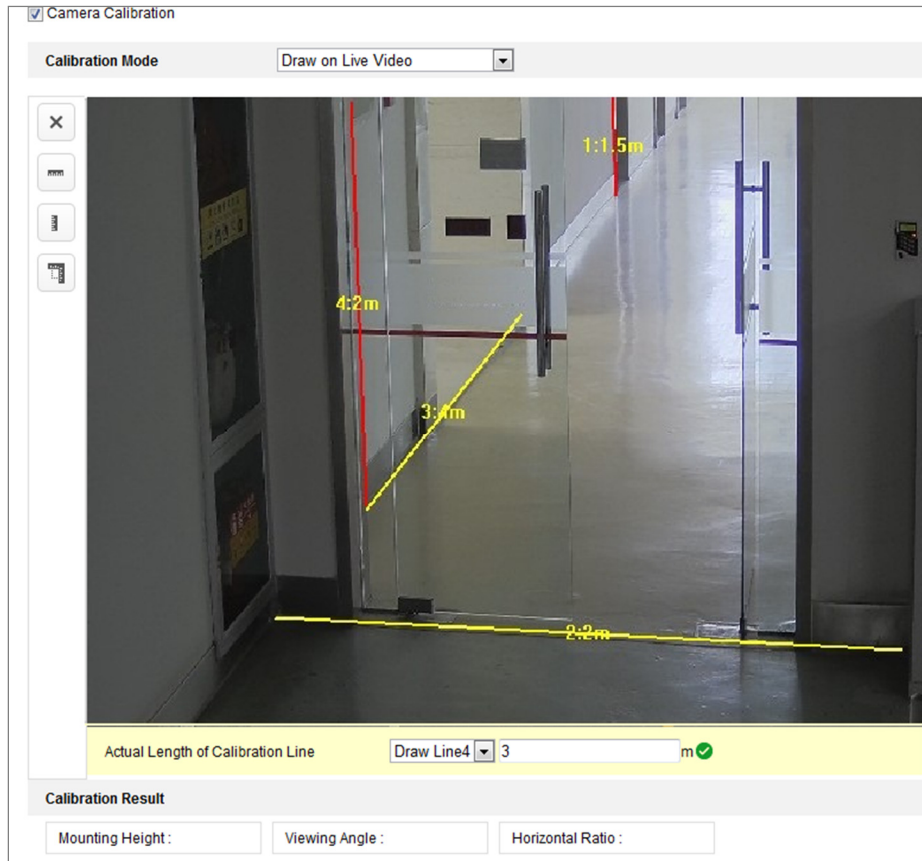 Camera Calibration
Calibration Mode
Draw on Live Video
1:1.5m
4:2m
3:4m
2:2m
Actual Length of Calibration Line
Draw Line4
3
m
Calibration Result
Mounting Height :
Viewing Angle :
Horizontal Ratio :